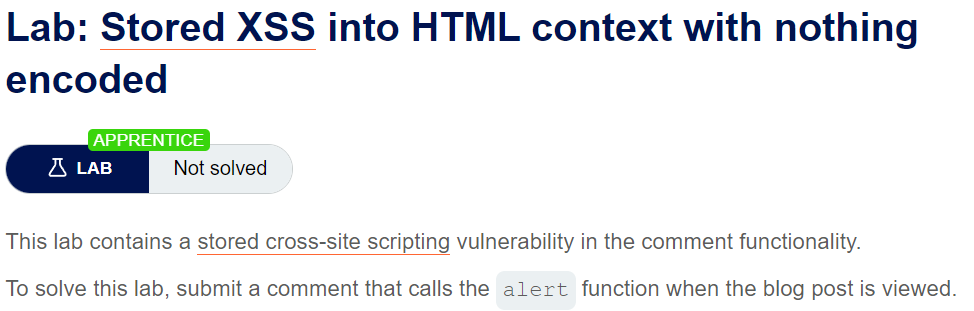 Lab: Stored XSS into HTML context with nothing
encoded
APPRENTICE
LAB Not solved
This lab contains a stored cross-site scripting vulnerability in the comment functionality.
To solve this lab, submit a comment that calls the alert function when the blog post is viewed.